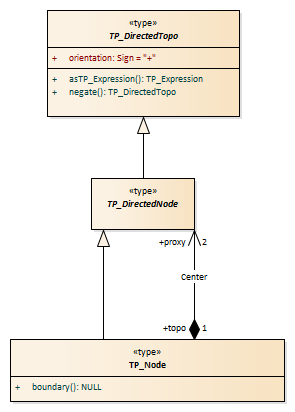 «type»
TP_DirectedTopo
+ orientation: Sign = "+"
+ asTP_Expression(): TP_Expression
+ negate(): TP_DirectedTopo
«type»
TP_DirectedNode
+proxy 2
Center
+topo 1
«type»
TP_Node
+ boundary(): NULL